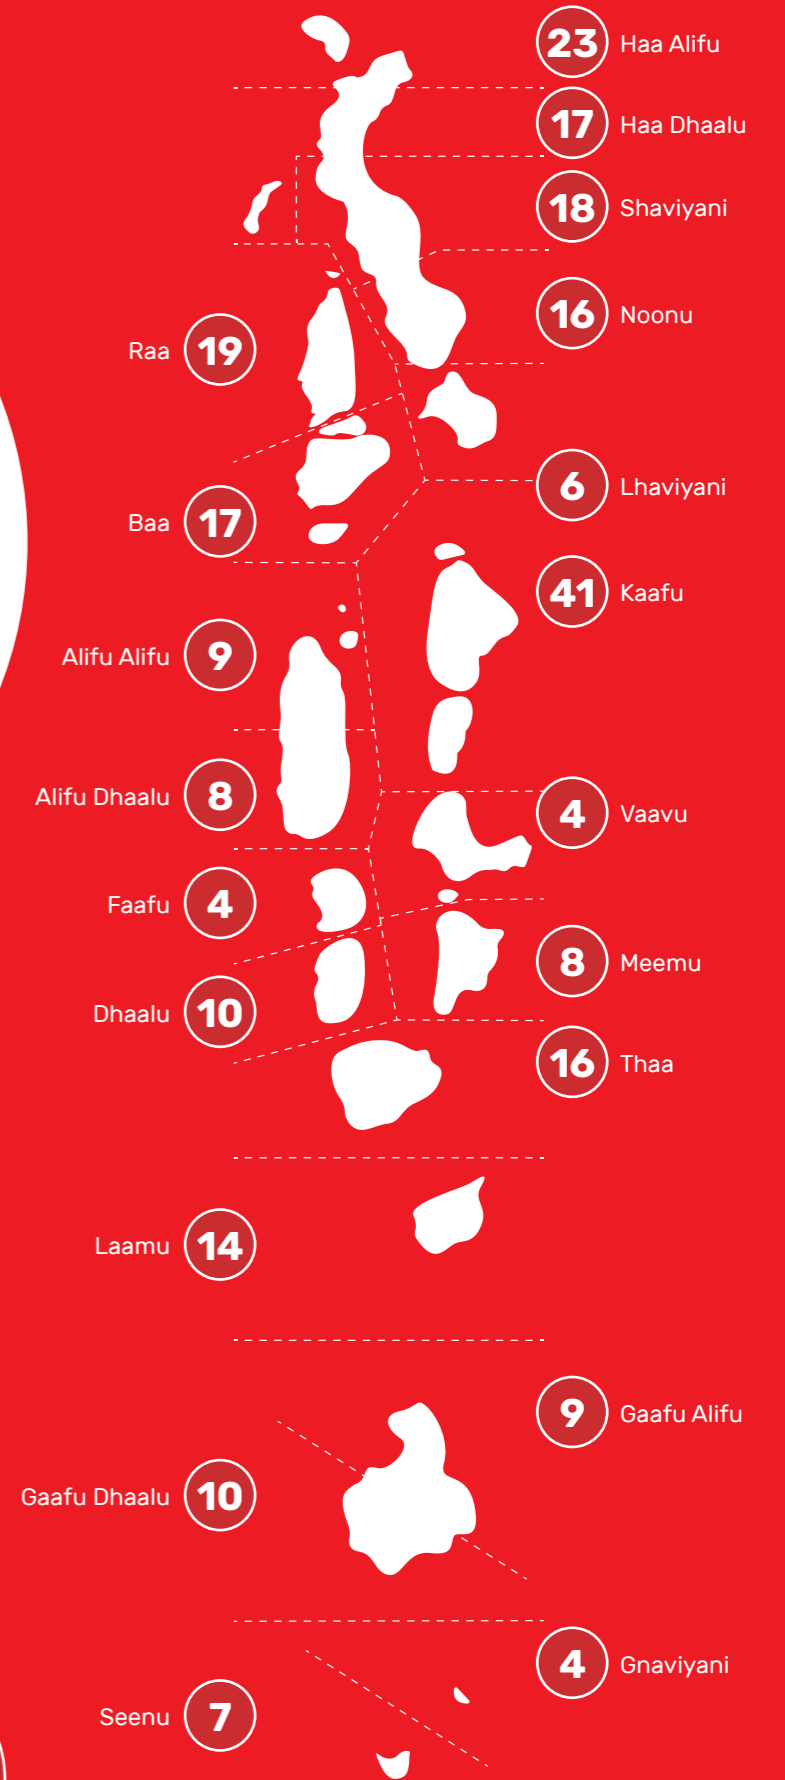 23 Haa Alifu
17 Haa Dhaalu
18 Shaviyani
16 Noonu
Raa 19
6 Lhaviyani
Baa 17
41 Kaafu
Alifu Alifu 9
Alifu Dhaalu 8
4 Vaavu
Faafu 4
8 Meemu
Dhaalu 10
16 Thaa
Laamu 14
9 Gaafu Alifu
Gaafu Dhaalu 10
4 Gnaviyani
Seenu 7